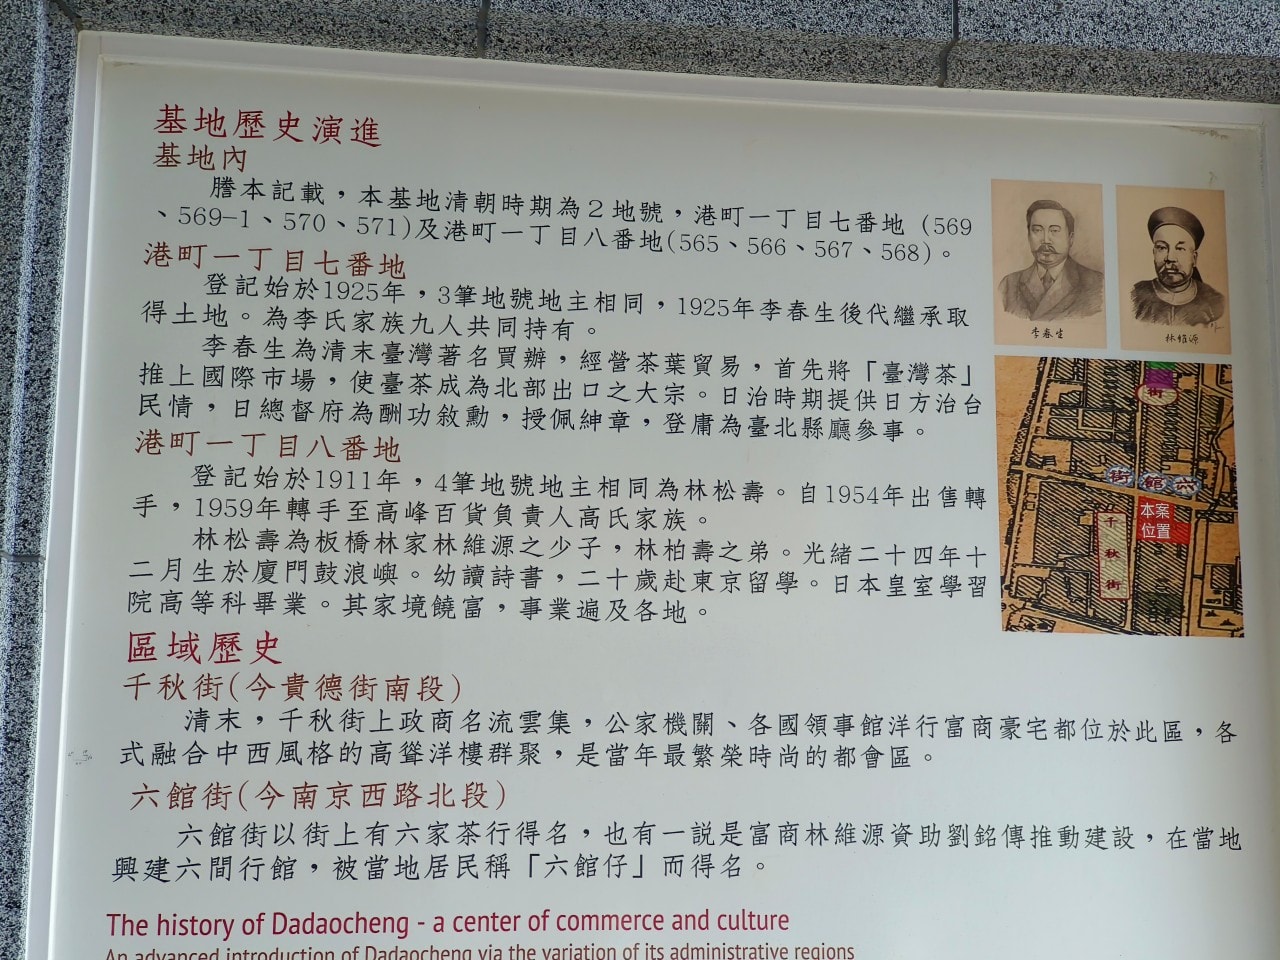 基地歷史演進
基地內
謄本記載，本基地清朝時期為２地號，港町一丁目七番地（569
、569-1、570、571)及港町一丁目八番地(565、566、567、568)。
港町一丁目七番地
登記始於1925年，3筆地號地主相同，1925年李春生後代繼承取
得土地。為李氏家族九人共同持有。
李春生為清末臺灣著名買辦，經營茶葉貿易，首先將「臺灣茶」
推上國際市場，使臺茶成為北部出口之大宗。日治時期提供日方治台
民情，日總督府為酬功敘勳，授佩紳章，登庸為臺北縣廳參事。
港町一丁目八番地
登記始於1911年，4筆地號地主相同為林松壽。自1954年出售轉
手，1959年轉手至高峰百貨負責人高氏家族。
林松壽為板橋林家林維源之少子，林柏壽之弟。光緒二十四年十
二月生於廈門鼓浪嶼。幼讀詩書，二十歲赴東京留學。日本皇室學習
院高等科畢業。其家境饒富，事業遍及各地。
李春生
林維源
街
六館街
本案
位置
千秋街
區域歷史
千秋街(今貴德街南段)
清末，千秋街上政商名流雲集，公家機關、各國領事館洋行富商豪宅都位於此區，各
式融合中西風格的高聳洋樓群聚，是當年最繁榮時尚的都會區。
六館街(今南京西路北段)
六館街以街上有六家茶行得名，也有一說是富商林維源資助劉銘傳推動建設，在當地
興建六間行館，被當地居民稱「六館仔」而得名。
The history of Dadaocheng - a center of commerce and culture
An advanced introduction of Dadaocheng via the variation of its administrative regions